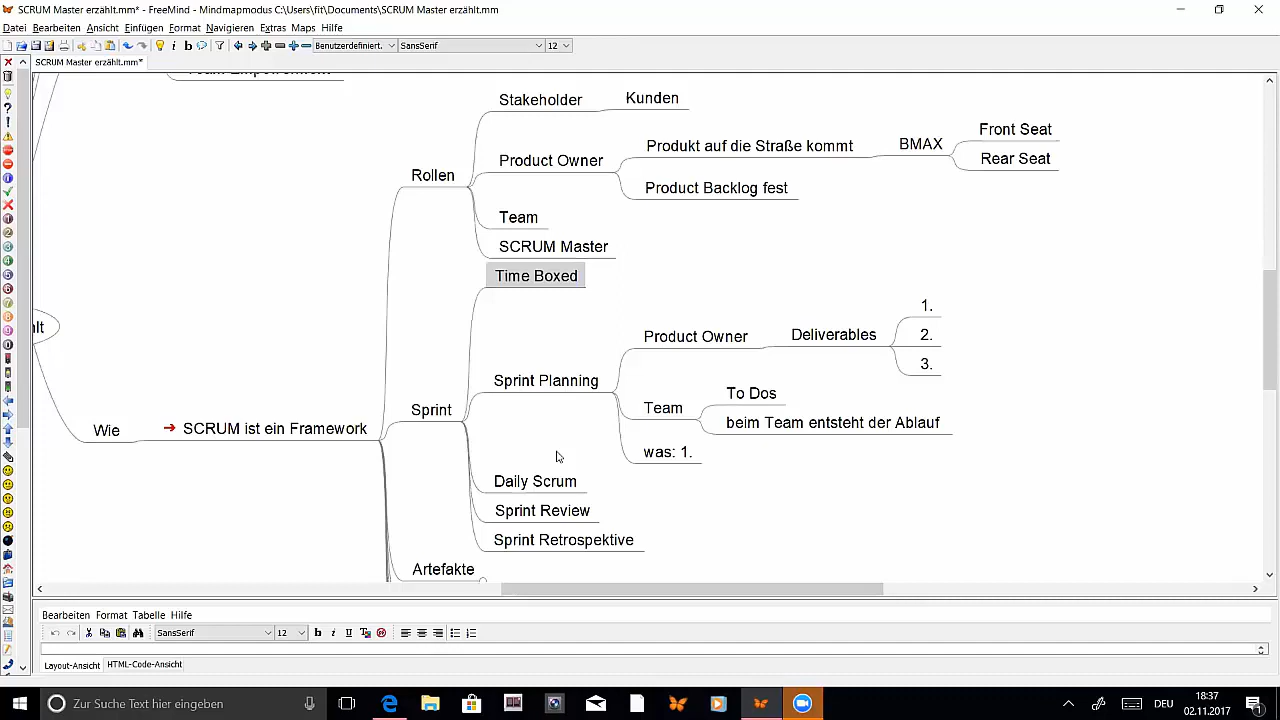 SCRUM Master erzählt.mm* - FreeMind - Mindmapmodus C:\Users\fit\Documents\SCRUM Master erzählt.mm
Datei Bearbeiten Ansicht Einfügen Format Navigieren Extras Maps Hilfe
Benutzerdefiniert. SansSerif 12
SCRUM Master erzählt.mm*
Team Empowerment
Stakeholder
Kunden
Rollen
Product Owner
Produkt auf die Straße kommt
BMAX
Front Seat
Rear Seat
Product Backlog fest
Team
SCRUM Master
Time Boxed
Product Owner
Deliverables
1.
2.
3.
Sprint Planning
Team
To Dos
beim Team entsteht der Ablauf
was: 1.
Sprint
hlt
Wie
SCRUM ist ein Framework
Daily Scrum
Sprint Review
Sprint Retrospektive
Artefakte
Bearbeiten Format Tabelle Hilfe
SansSerif 12
Layout-Ansicht HTML-Code-Ansicht
Zur Suche Text hier eingeben
DEU
18:37
02.11.2017